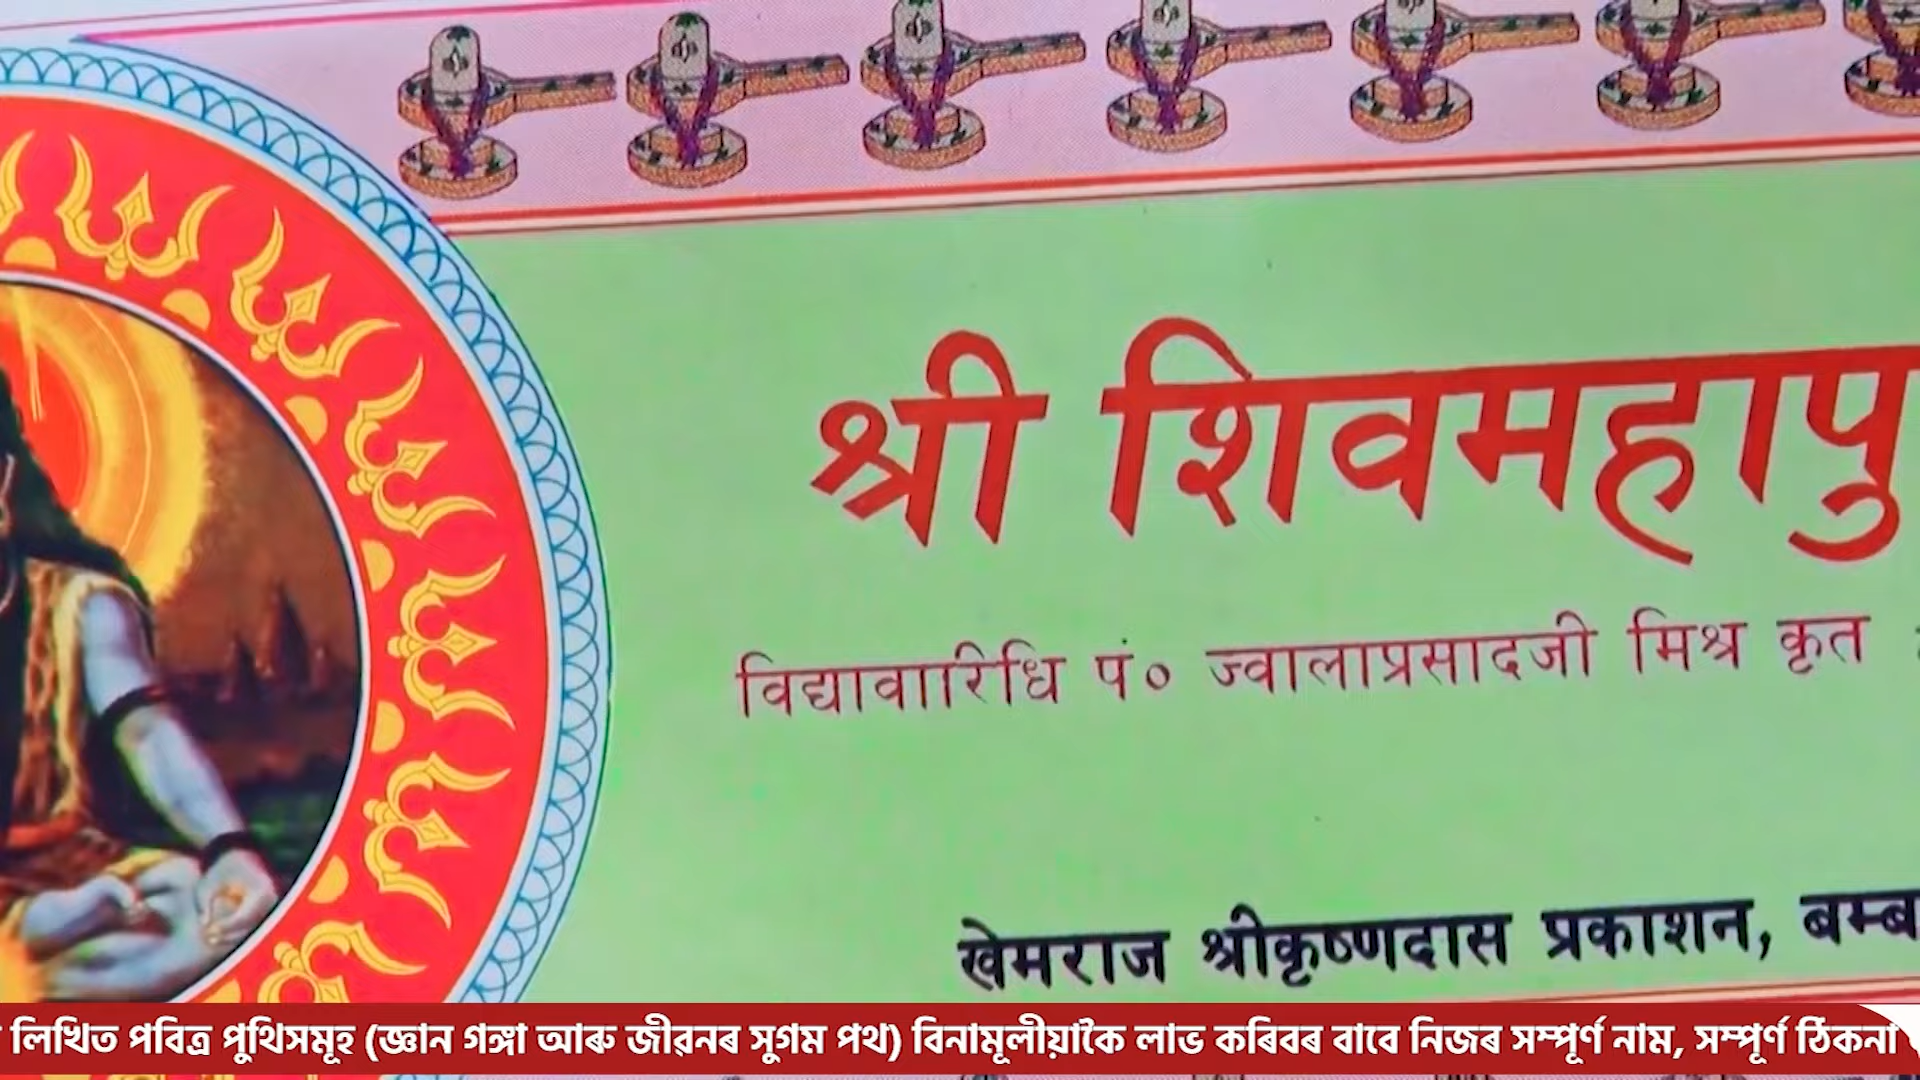 श्री शिवमहापु
विद्यावारिधि पं० ज्वालाप्रसादजी मिश्र कृत
खेमराज श्रीकृष्णदास प्रकाशन, बम्ब
লিখিত পবিত্ৰ পুথিসমূহ (জ্ঞান গঙ্গা আৰু জীৱনৰ সুগম পথ) বিনামূলীয়াকৈ লাভ কৰিবৰ বাবে নিজৰ সম্পূৰ্ণ নাম, সম্পূৰ্ণ ঠিকনা